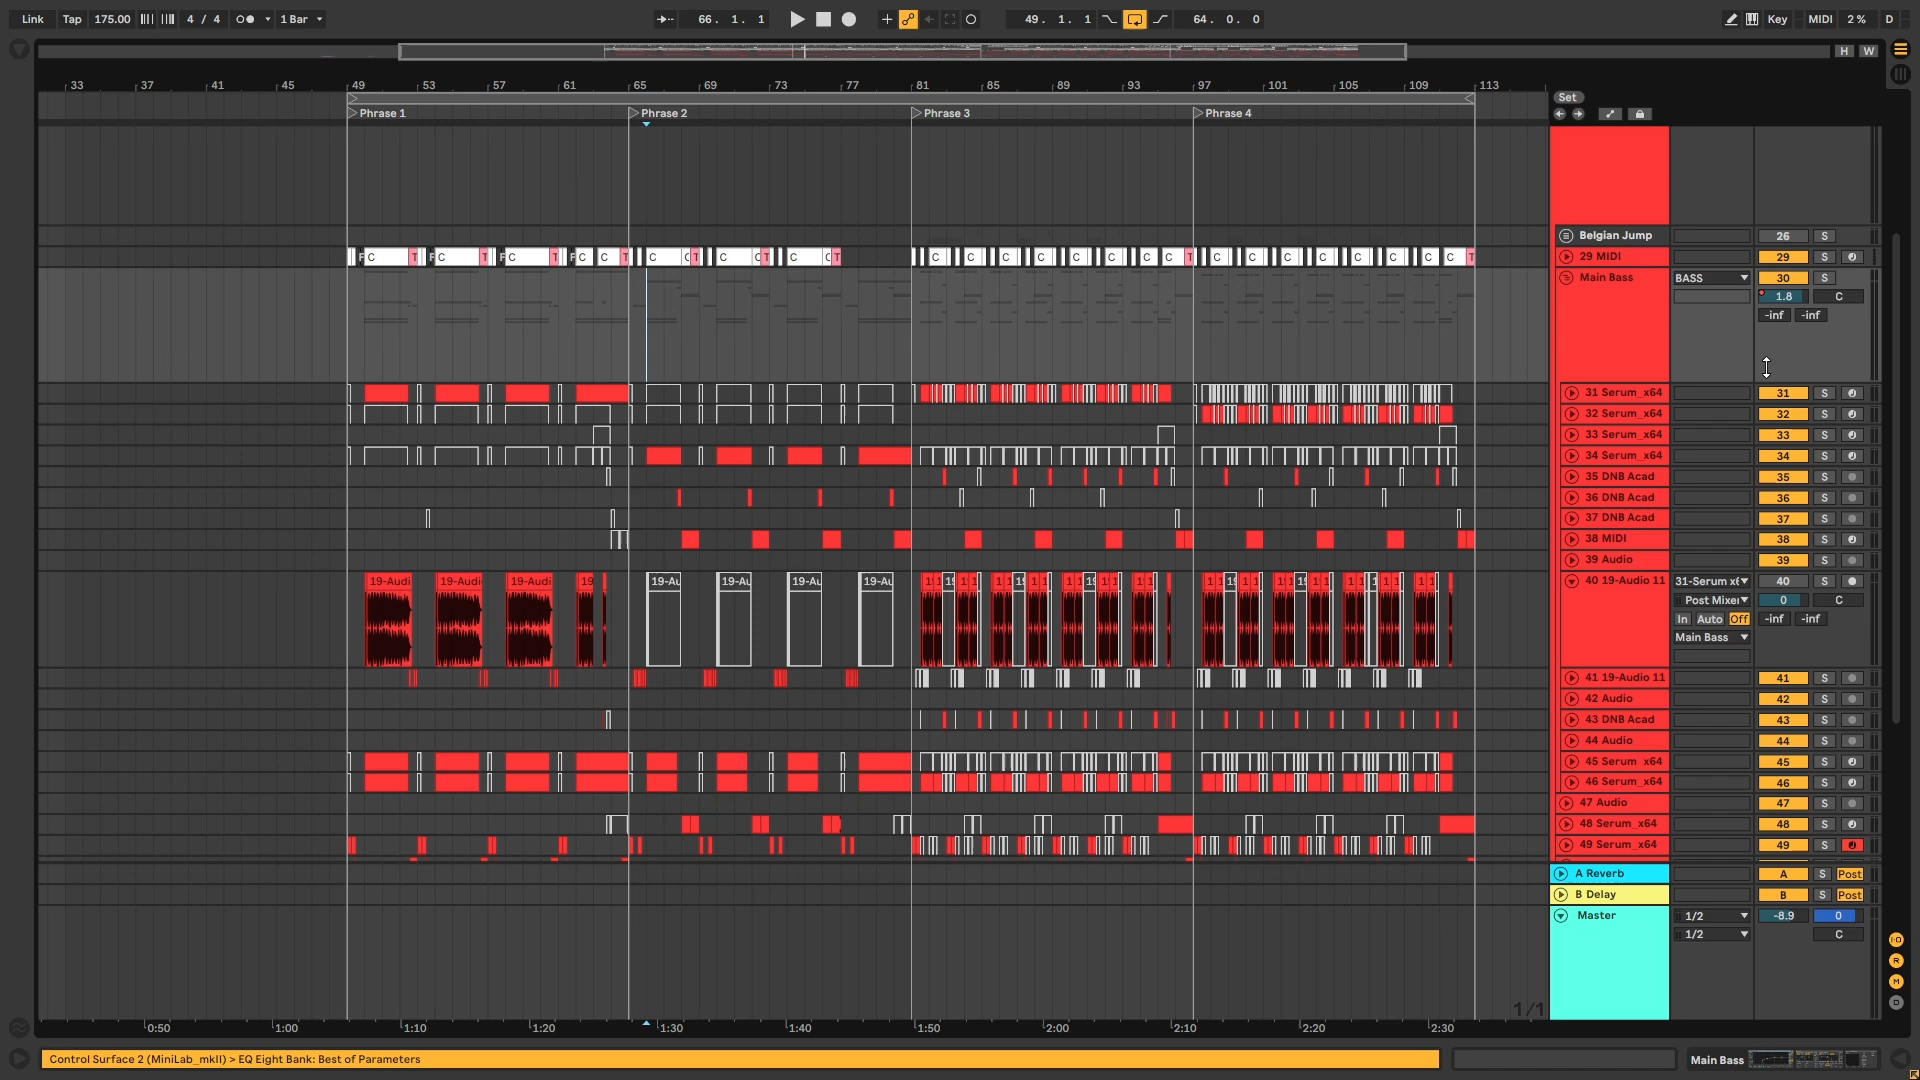 Link Tap 175.00 4 / 4 1 Bar 66. 1. 1 49. 1. 1 64. 0. 0 Key MIDI 2 % D
H W
33 37 41 45 49 53 57 61 65 69 73 77 81 85 89 93 97 101 105 109 113
Set
Phrase 1 Phrase 2 Phrase 3 Phrase 4
Belgian Jump 26 S
29 MIDI 29 S
Main Bass BASS 30 S
1.8 C
-inf -inf
31 Serum_x64 31 S
32 Serum_x64 32 S
33 Serum_x64 33 S
34 Serum_x64 34 S
35 DNB Acad 35 S
36 DNB Acad 36 S
37 DNB Acad 37 S
38 MIDI 38 S
39 Audio 39 S
19-Audi 19-Audi 19-Audi 19 19-Au 19-Au 19-Au 19-Au
40 19-Audio 11 31-Serum x6 40 S
Post Mixer 0 C
In Auto Off -inf -inf
Main Bass
41 19-Audio 11 41 S
42 Audio 42 S
43 DNB Acad 43 S
44 Audio 44 S
45 Serum_x64 45 S
46 Serum_x64 46 S
47 Audio 47 S
48 Serum_x64 48 S
49 Serum_x64 49 S
A Reverb A S Post
B Delay B S Post
Master 1/2 -8.9 0
1/2 C
1/1
0:50 1:00 1:10 1:20 1:30 1:40 1:50 2:00 2:10 2:20 2:30
Control Surface 2 (MiniLab_mkII) > EQ Eight Bank: Best of Parameters
Main Bass